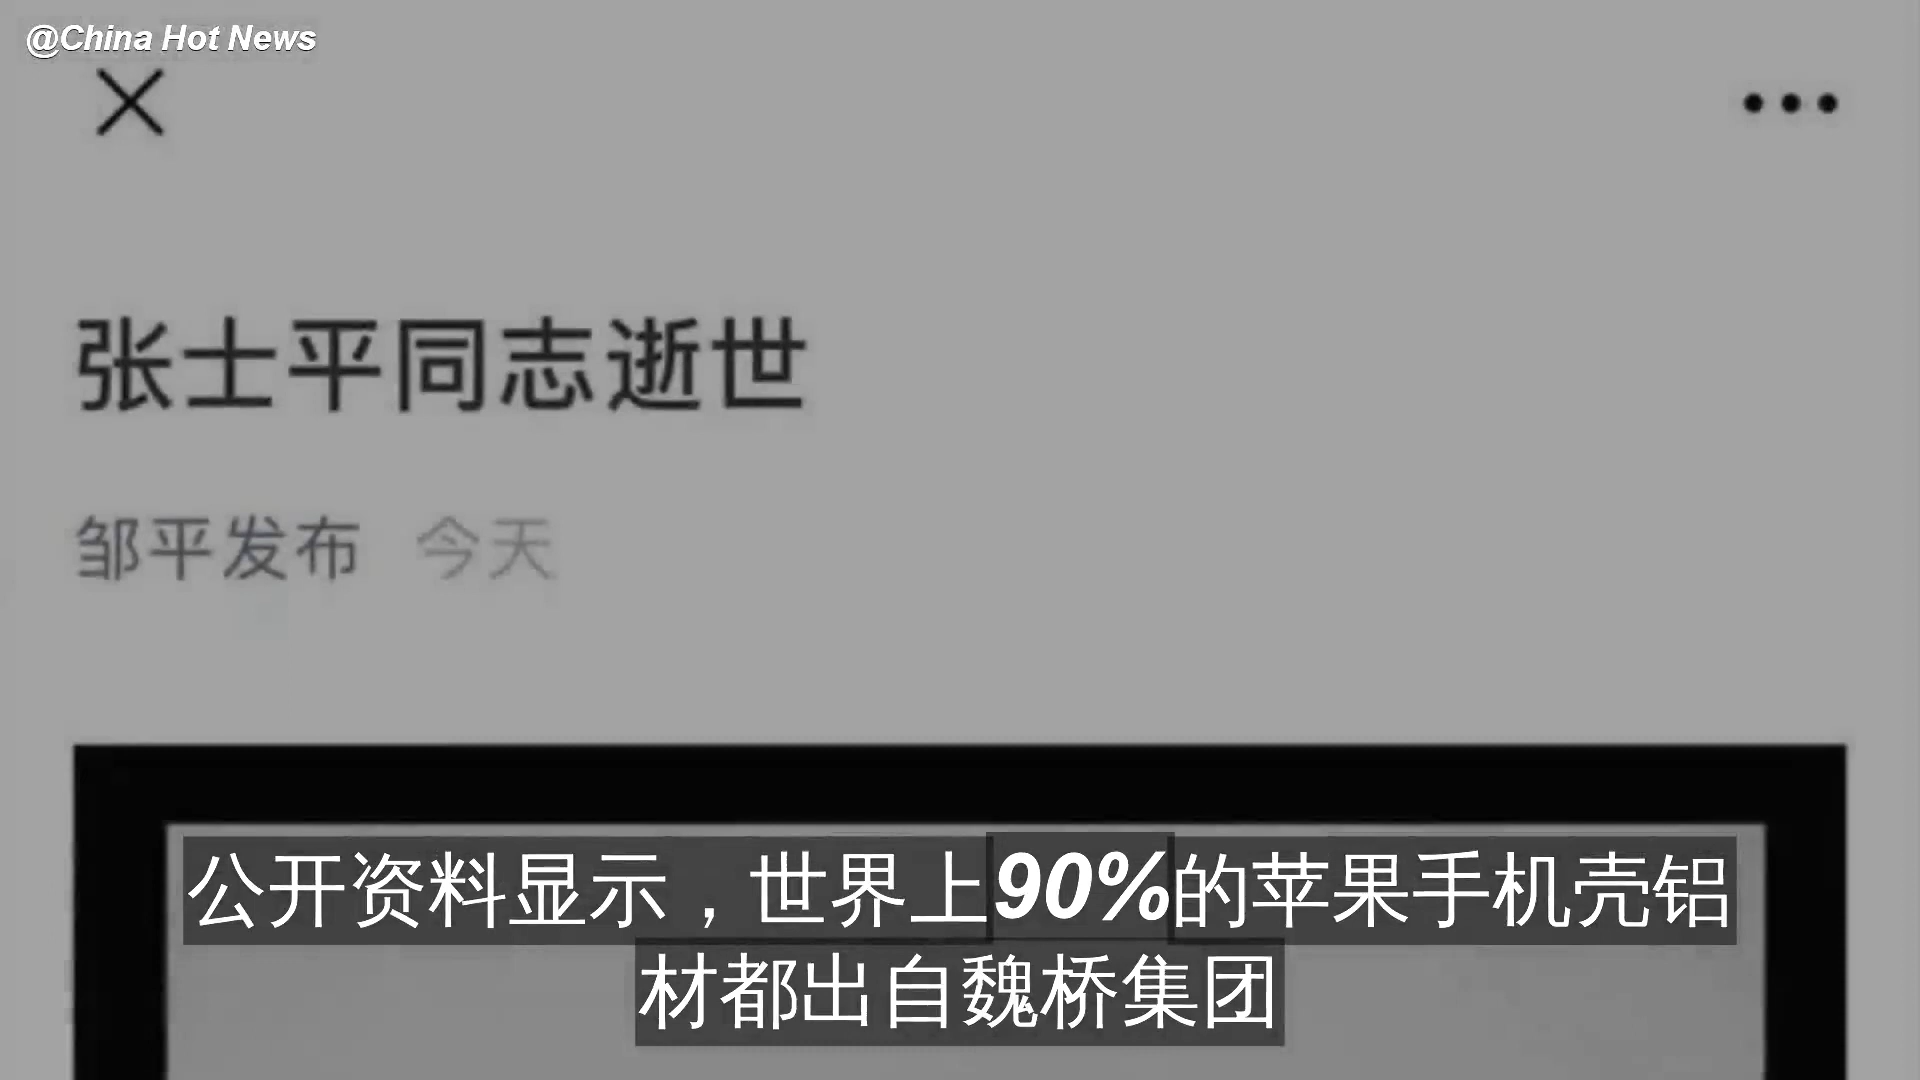 @China Hot News
张士平同志逝世
邹平发布 今天
公开资料显示，世界上90%的苹果手机壳铝
材都出自魏桥集团